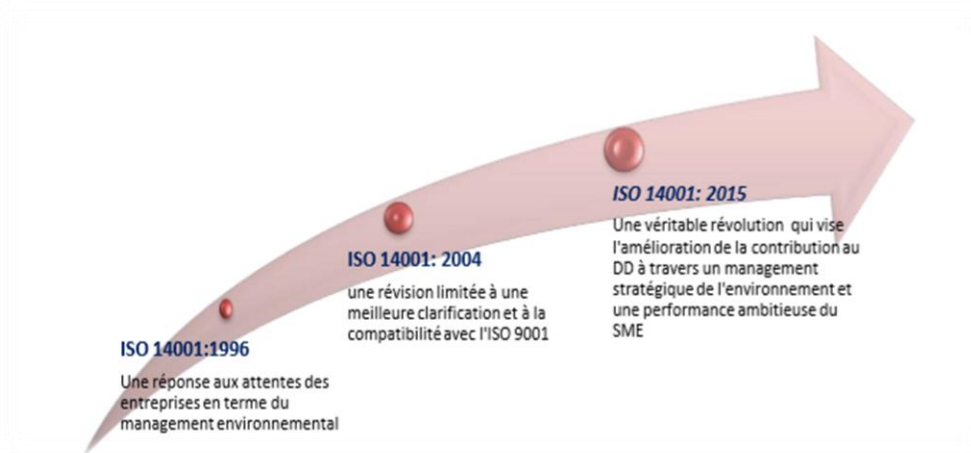 ISO 14001:1996
Une réponse aux attentes des
entreprises en terme du
management environnemental
ISO 14001: 2004
une révision limitée à une
meilleure clarification et à la
compatibilité avec l'ISO 9001
ISO 14001: 2015
Une véritable révolution qui vise
l'amélioration de la contribution au
DD à travers un management
stratégique de l'environnement et
une performance ambitieuse du
SME